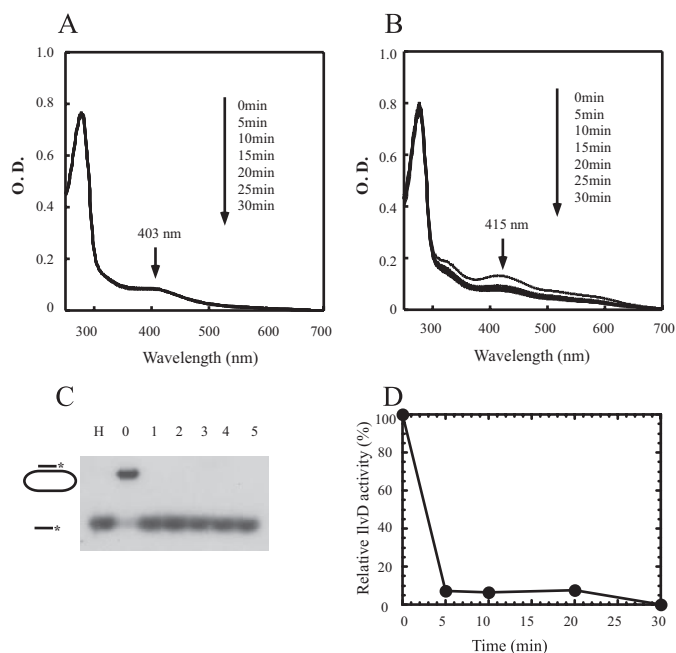 A
1.0
0.8
0.6
0.4
0.2
0
O. D.
0min
5min
10min
15min
20min
25min
30min
403 nm
300 400 500 600 700
Wavelength (nm)
B
1.0
0.8
0.6
0.4
0.2
0
O. D.
0min
5min
10min
15min
20min
25min
30min
415 nm
300 400 500 600 700
Wavelength (nm)
C
H 0 1 2 3 4 5
*
*
D
100
80
60
40
20
0
Relative IlvD activity (%)
0 5 10 15 20 25 30
Time (min)